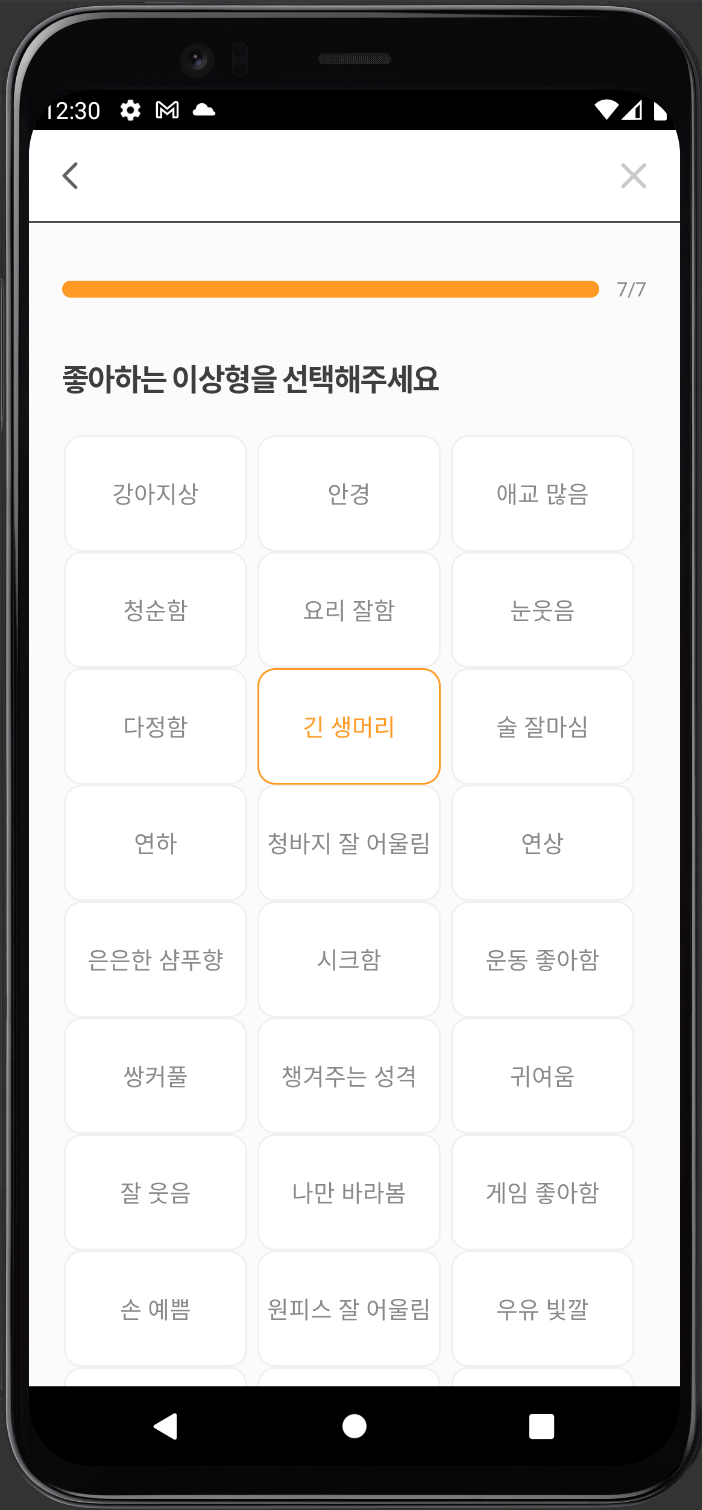 12:30
7/7
좋아하는 이상형을 선택해주세요
강아지상 안경 애교 많음
청순함 요리 잘함 눈웃음
다정함 긴 생머리 술 잘마심
연하 청바지 잘 어울림 연상
은은한 샴푸향 시크함 운동 좋아함
쌍커풀 챙겨주는 성격 귀여움
잘 웃음 나만 바라봄 게임 좋아함
손 예쁨 원피스 잘 어울림 우유 빛깔